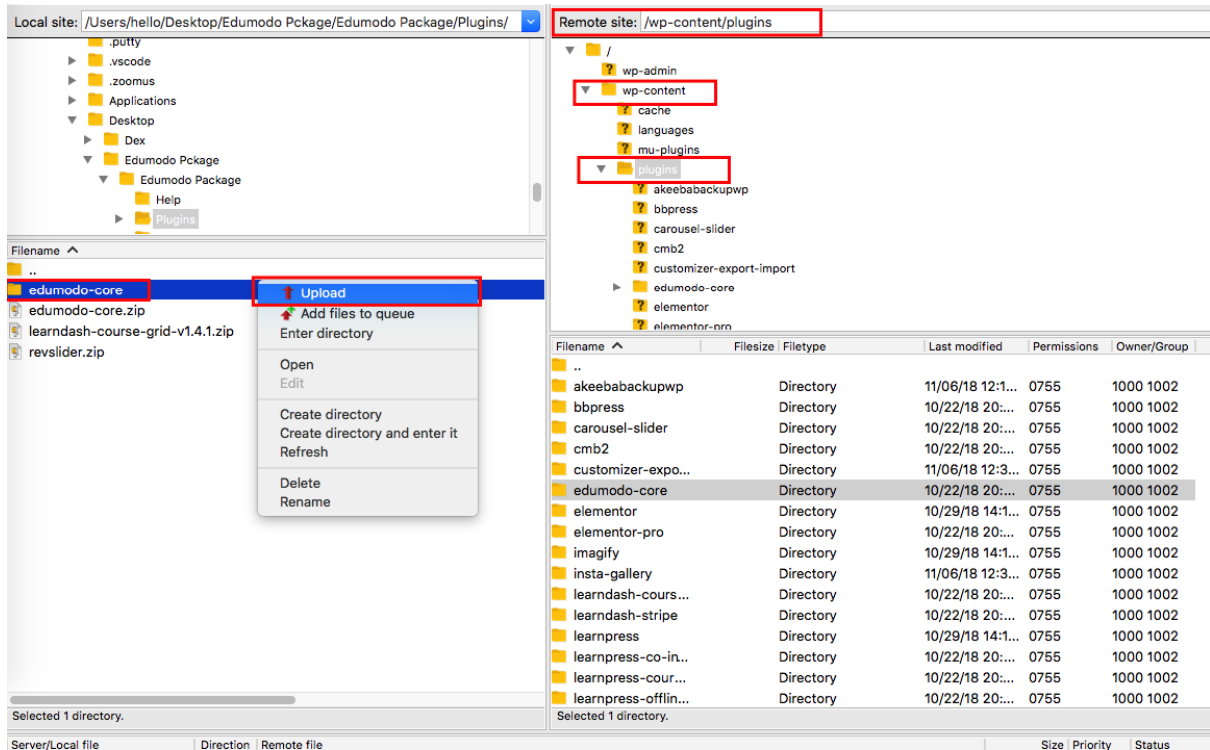 Local site: /Users/hello/Desktop/Edumodo Pckage/Edumodo Package/Plugins/
.putty
.vscode
.zoomus
Applications
Desktop
Dex
Edumodo Pckage
Edumodo Package
Help
Plugins
Filename
..
edumodo-core
edumodo-core.zip
learndash-course-grid-v1.4.1.zip
revslider.zip
Upload
Add files to queue
Enter directory
Open
Edit
Create directory
Create directory and enter it
Refresh
Delete
Rename
Selected 1 directory.
Remote site: /wp-content/plugins
/
? wp-admin
wp-content
? cache
? languages
? mu-plugins
plugins
? akeebabackupwp
? bbpress
? carousel-slider
? cmb2
? customizer-export-import
edumodo-core
? elementor
? elementor-pro
Filename Filesize Filetype Last modified Permissions Owner/Group
..
akeebabackupwp Directory 11/06/18 12:1... 0755 1000 1002
bbpress Directory 10/22/18 20:... 0755 1000 1002
carousel-slider Directory 10/22/18 20:... 0755 1000 1002
cmb2 Directory 10/22/18 20:... 0755 1000 1002
customizer-expo... Directory 11/06/18 12:3... 0755 1000 1002
edumodo-core Directory 10/22/18 20:... 0755 1000 1002
elementor Directory 10/29/18 14:1... 0755 1000 1002
elementor-pro Directory 10/22/18 20:... 0755 1000 1002
imagify Directory 10/29/18 14:1... 0755 1000 1002
insta-gallery Directory 11/06/18 12:3... 0755 1000 1002
learndash-cours... Directory 10/22/18 20:... 0755 1000 1002
learndash-stripe Directory 10/22/18 20:... 0755 1000 1002
learnpress Directory 10/29/18 14:1... 0755 1000 1002
learnpress-co-in... Directory 10/22/18 20:... 0755 1000 1002
learnpress-cour... Directory 10/22/18 20:... 0755 1000 1002
learnpress-offlin... Directory 10/22/18 20:... 0755 1000 1002
Selected 1 directory.
Server/Local file Direction Remote file Size Priority Status